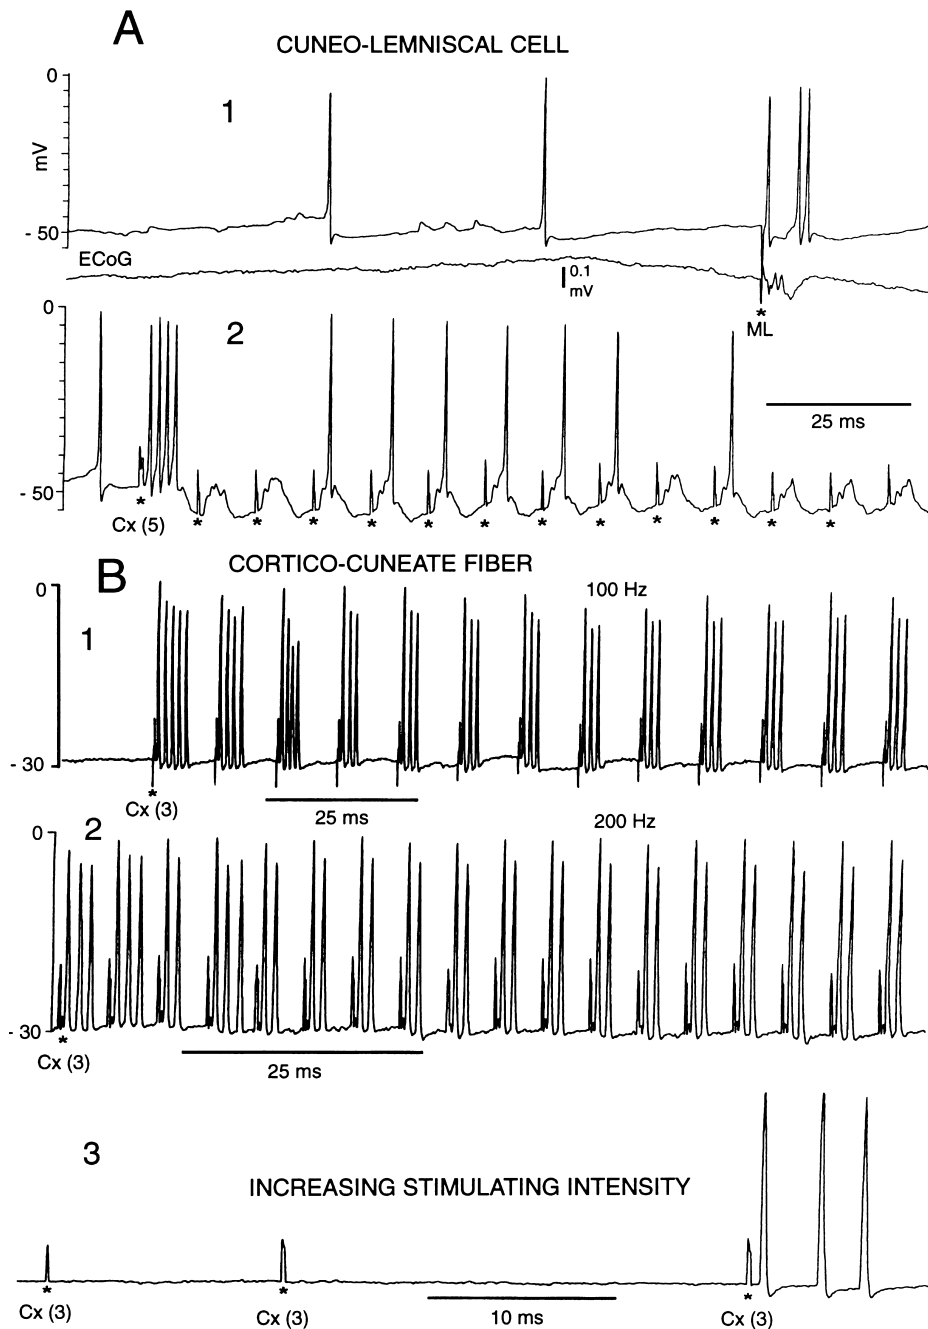 A
CUNEO-LEMNISCAL CELL
0
1
mV
- 50
ECoG
0.1
mV
*
ML
0
2
25 ms
- 50
* * * * * * * * * * * * *
Cx (5)
B
CORTICO-CUNEATE FIBER
0
100 Hz
1
- 30
*
Cx (3)
25 ms
2
200 Hz
0
- 30
*
Cx (3)
25 ms
3
INCREASING STIMULATING INTENSITY
* * *
Cx (3) Cx (3) 10 ms Cx (3)